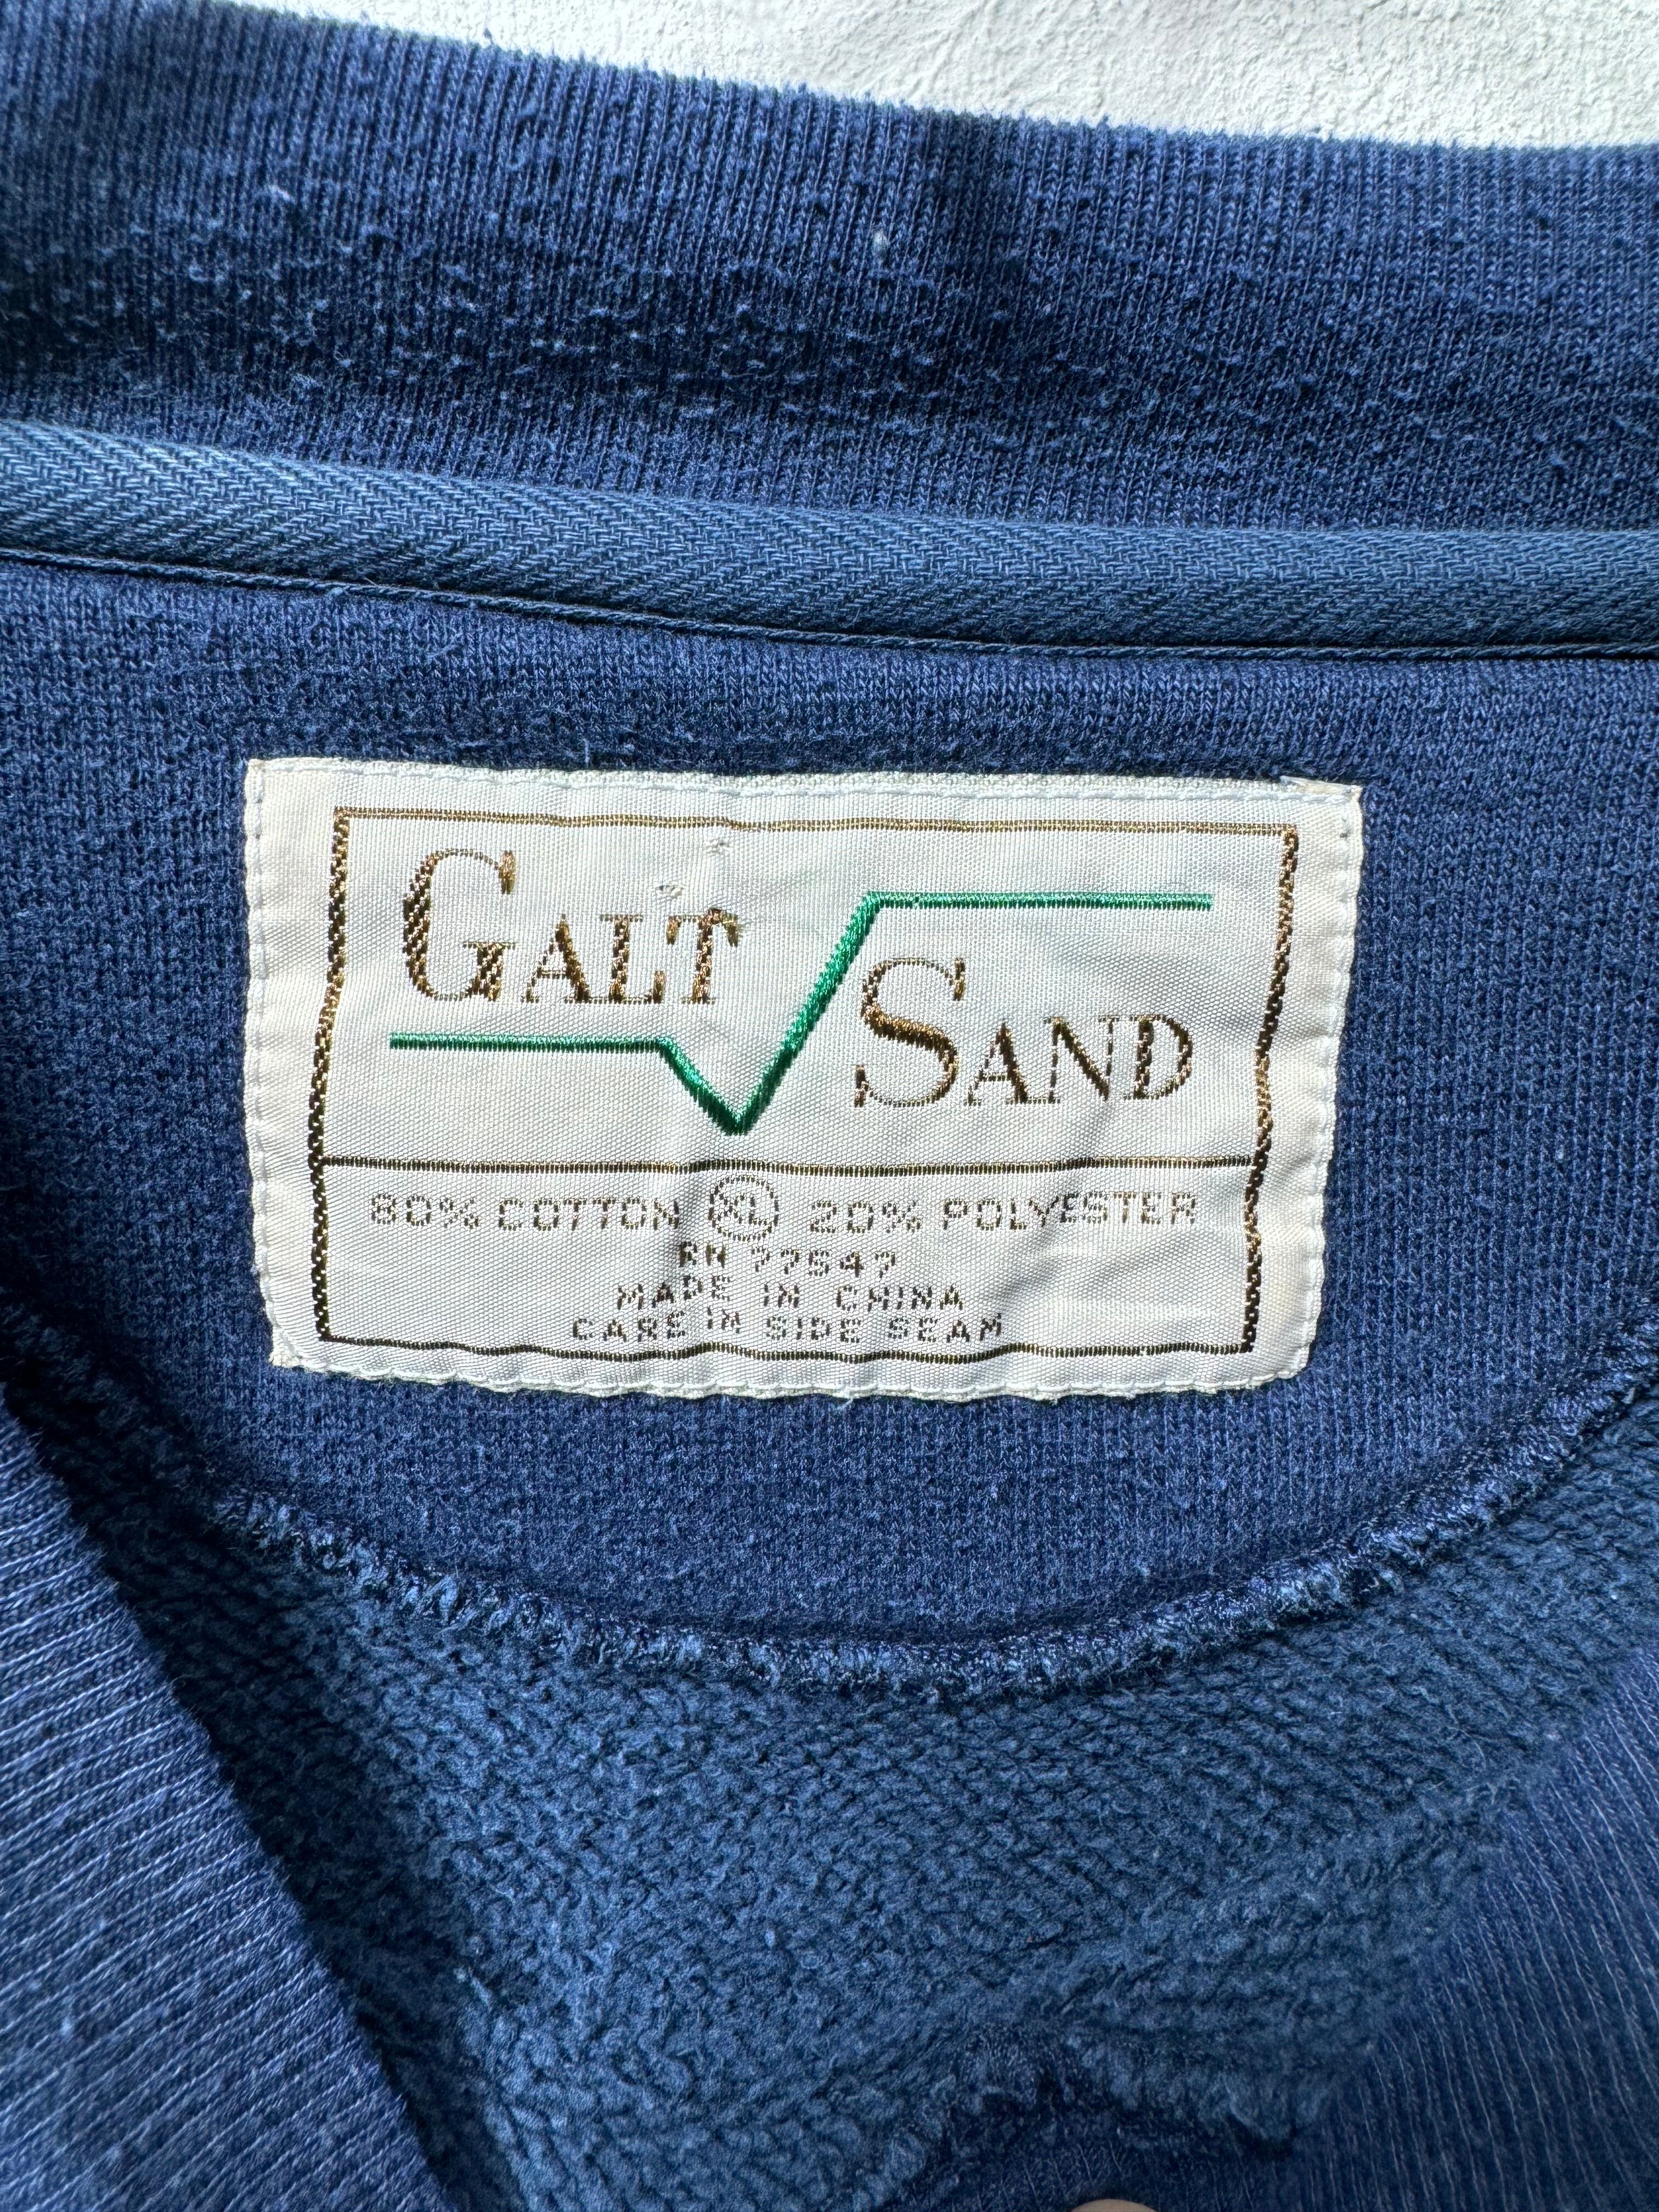 GALT SAND
80% COTTON XL 20% POLYESTER
RN 77547
MADE IN CHINA
CARE IN SIDE SEAM